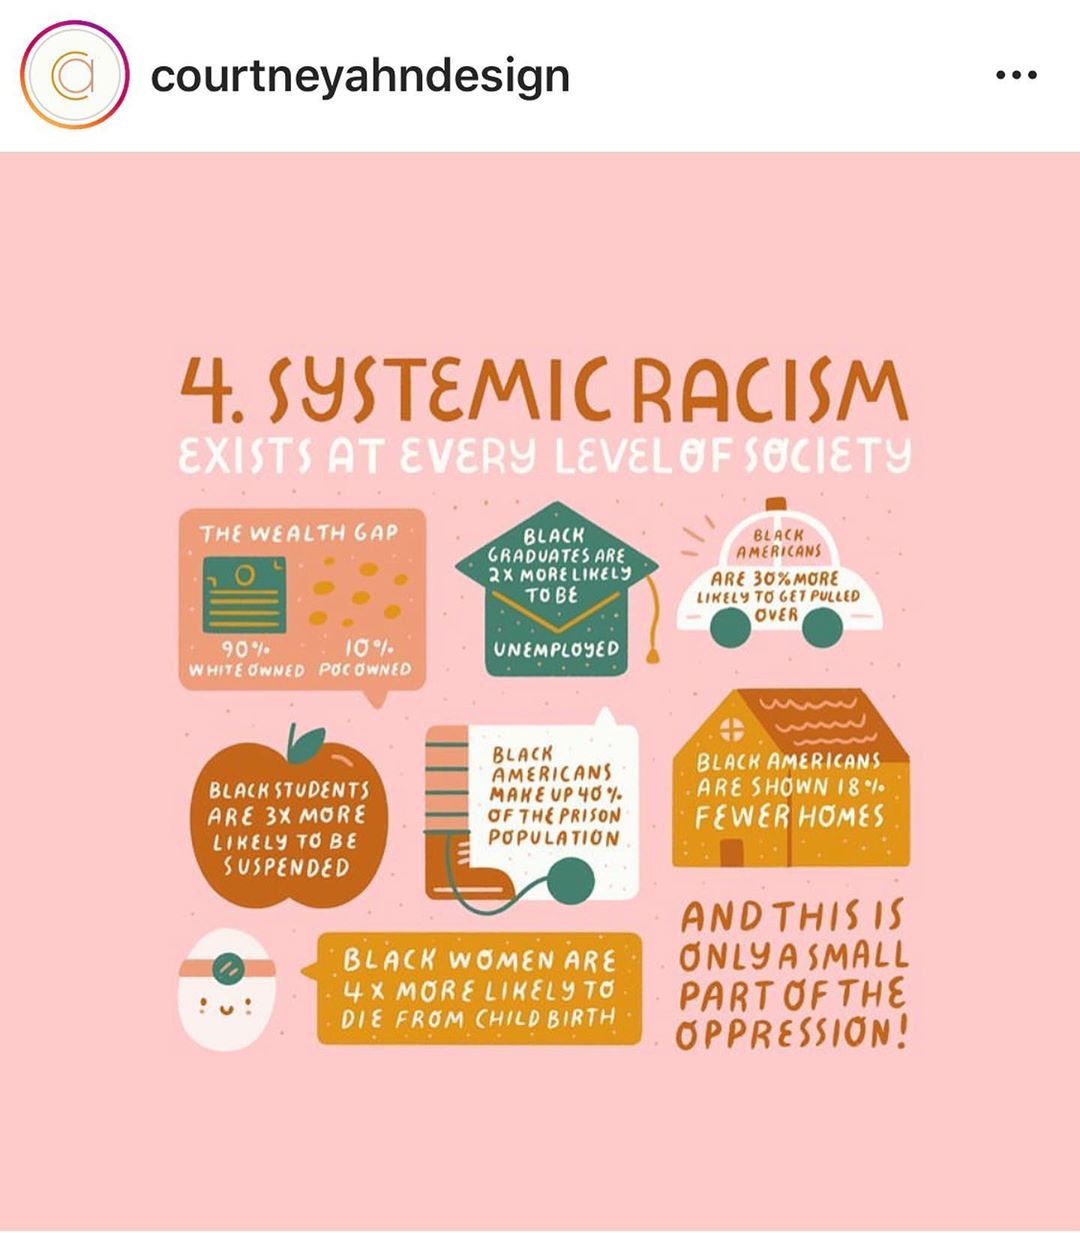 courtneyahndesign
4. SYSTEMIC RACISM
EXISTS AT EVERY LEVEL OF SOCIETY
THE WEALTH GAP
90%
WHITE OWNED
10%
POC OWNED
BLACK
GRADUATES ARE
2X MORE LIKELY
TO BE
UNEMPLOYED
BLACK
AMERICANS
ARE 30% MORE
LIKELY TO GET PULLED
OVER
BLACK STUDENTS
ARE 3X MORE
LIKELY TO BE
SUSPENDED
BLACK
AMERICANS
MAKE UP 40%
OF THE PRISON
POPULATION
BLACK AMERICANS
ARE SHOWN 18%
FEWER HOMES
BLACK WOMEN ARE
4X MORE LIKELY TO
DIE FROM CHILD BIRTH
AND THIS IS
ONLY A SMALL
PART OF THE
OPPRESSION!